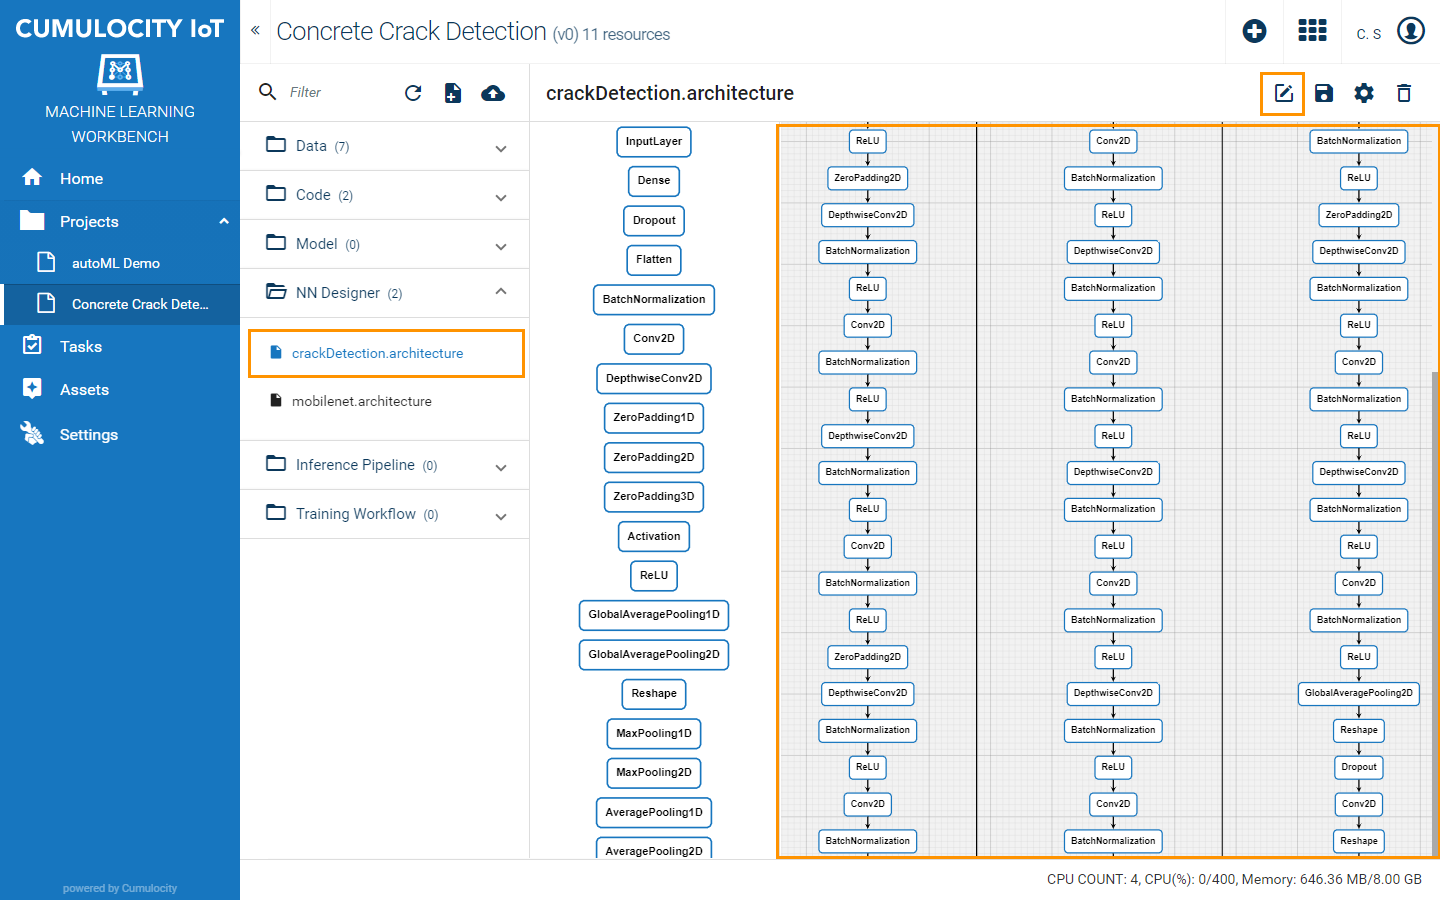 CUMULOCITY IoT
MACHINE LEARNING
WORKBENCH
Home
Projects
autoML Demo
Concrete Crack Dete...
Tasks
Assets
Settings
powered by Cumulocity
«
Concrete Crack Detection (v0) 11 resources
C. S
Filter
Data (7)
Code (2)
Model (0)
NN Designer (2)
crackDetection.architecture
mobilenet.architecture
Inference Pipeline (0)
Training Workflow (0)
crackDetection.architecture
InputLayer
Dense
Dropout
Flatten
BatchNormalization
Conv2D
DepthwiseConv2D
ZeroPadding1D
ZeroPadding2D
ZeroPadding3D
Activation
ReLU
GlobalAveragePooling1D
GlobalAveragePooling2D
Reshape
MaxPooling1D
MaxPooling2D
AveragePooling1D
AveragePooling2D
ReLU
ZeroPadding2D
DepthwiseConv2D
BatchNormalization
ReLU
Conv2D
BatchNormalization
ReLU
DepthwiseConv2D
BatchNormalization
ReLU
Conv2D
BatchNormalization
ReLU
ZeroPadding2D
DepthwiseConv2D
BatchNormalization
ReLU
Conv2D
BatchNormalization
Conv2D
BatchNormalization
ReLU
DepthwiseConv2D
BatchNormalization
ReLU
Conv2D
BatchNormalization
ReLU
DepthwiseConv2D
BatchNormalization
ReLU
Conv2D
BatchNormalization
ReLU
DepthwiseConv2D
BatchNormalization
ReLU
Conv2D
BatchNormalization
BatchNormalization
ReLU
ZeroPadding2D
DepthwiseConv2D
BatchNormalization
ReLU
Conv2D
BatchNormalization
ReLU
DepthwiseConv2D
BatchNormalization
ReLU
Conv2D
BatchNormalization
ReLU
GlobalAveragePooling2D
Reshape
Dropout
Conv2D
Reshape
CPU COUNT: 4, CPU(%): 0/400, Memory: 646.36 MB/8.00 GB